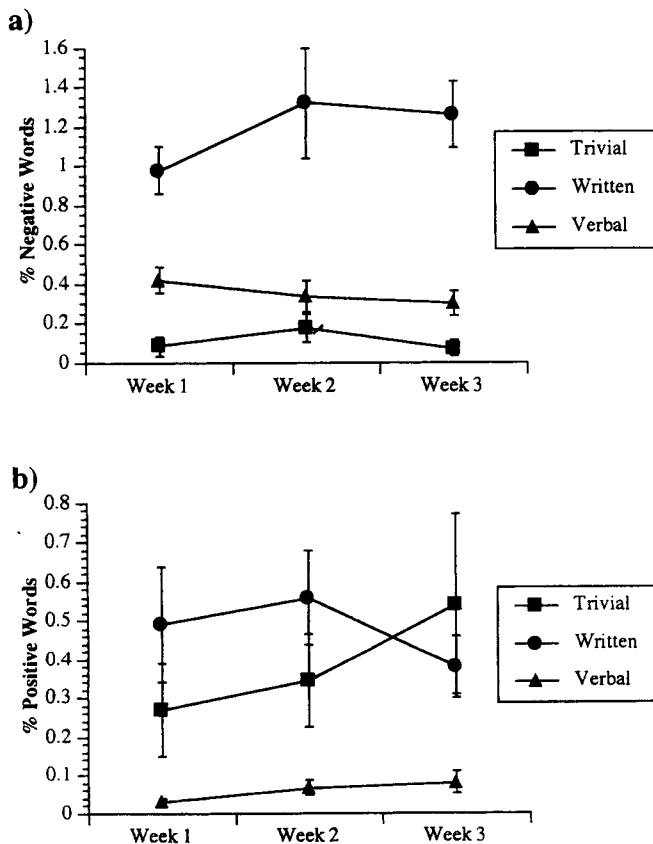 a)
1.6
1.4
1.2
1
0.8
0.6
0.4
0.2
0
% Negative Words
Week 1 Week 2 Week 3
Trivial
Written
Verbal
b)
0.8
0.7
0.6
0.5
0.4
0.3
0.2
0.1
0
% Positive Words
Week 1 Week 2 Week 3
Trivial
Written
Verbal